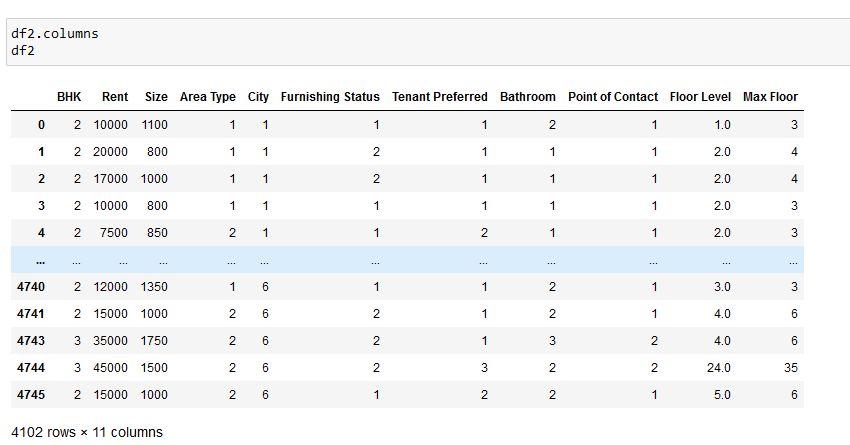 df2.columns
df2
BHK Rent Size Area Type City Furnishing Status Tenant Preferred Bathroom Point of Contact Floor Level Max Floor
0 2 10000 1100 1 1 1 1 2 1 1.0 3
1 2 20000 800 1 1 2 1 1 1 2.0 4
2 2 17000 1000 1 1 2 1 1 1 2.0 4
3 2 10000 800 1 1 1 1 1 1 2.0 3
4 2 7500 850 2 1 1 2 1 1 2.0 3
... ... ... ... ... ... ... ... ... ... ... ...
4740 2 12000 1350 1 6 1 1 2 1 3.0 3
4741 2 15000 1000 2 6 2 1 2 1 4.0 6
4743 3 35000 1750 2 6 2 1 3 2 4.0 6
4744 3 45000 1500 2 6 2 3 2 2 24.0 35
4745 2 15000 1000 2 6 1 2 2 1 5.0 6
4102 rows × 11 columns